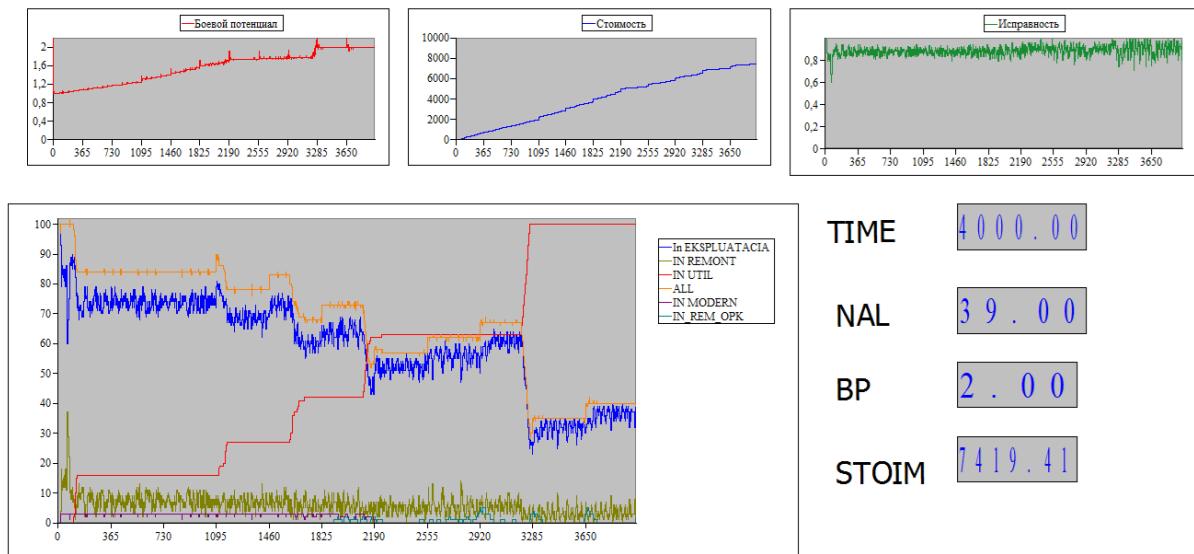 Боевой потенциал
2
1,6
1,2
0,8
0,4
0
0 365 730 1095 1460 1825 2190 2555 2920 3285 3650
Стоимость
10000
8000
6000
4000
2000
0
0 365 730 1095 1460 1825 2190 2555 2920 3285 3650
Исправность
0,8
0,6
0,4
0,2
0
0 365 730 1095 1460 1825 2190 2555 2920 3285 3650
100
90
80
70
60
50
40
30
20
10
0
0 365 730 1095 1460 1825 2190 2555 2920 3285 3650
In EKSPLUATACIA
IN REMONT
IN UTIL
ALL
IN MODERN
IN_REM_OPK
TIME 4000.00
NAL 39.00
BP 2.00
STOIM 7419.41